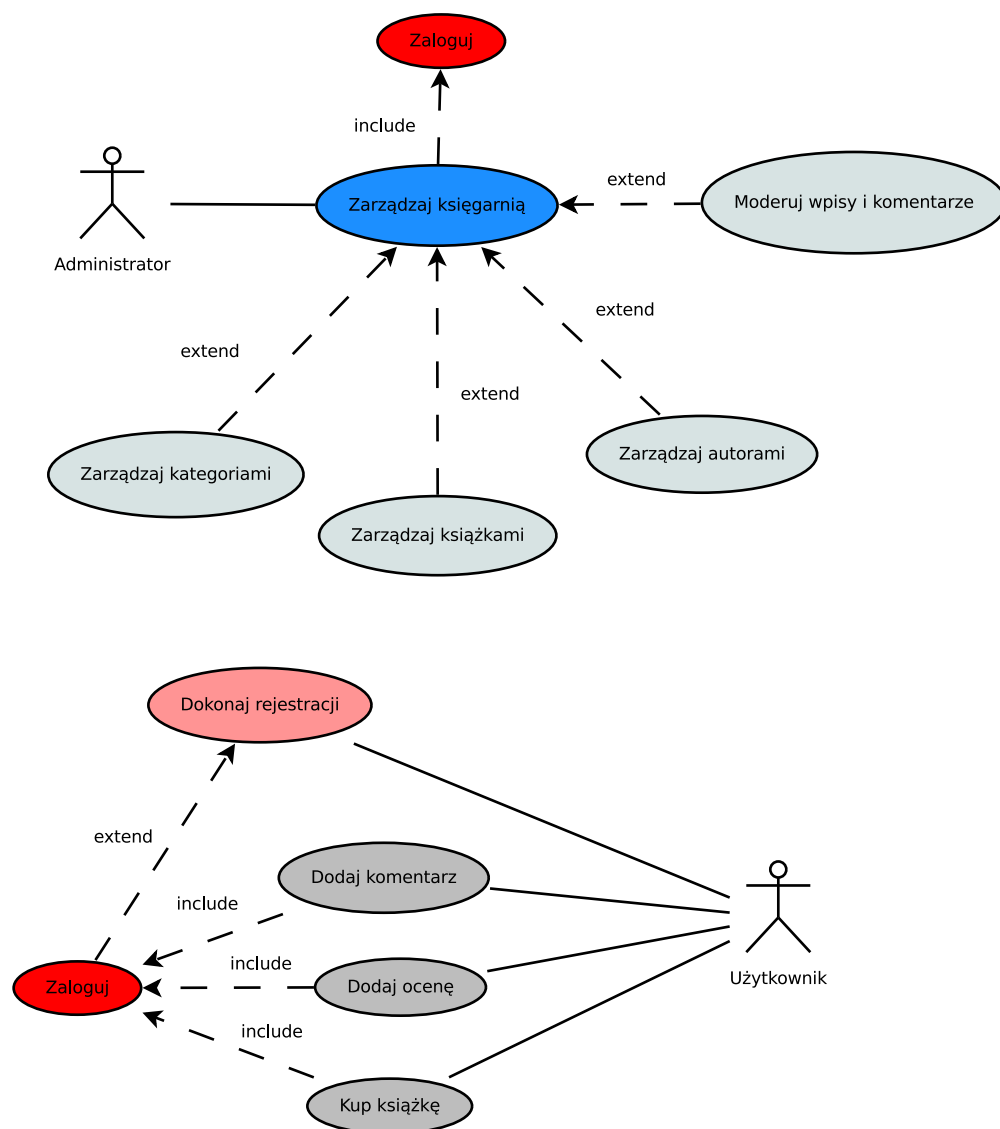 Zaloguj
include
extend
Zarządzaj księgarnią
Moderuj wpisy i komentarze
Administrator
extend
extend
extend
Zarządzaj autorami
Zarządzaj kategoriami
Zarządzaj książkami
Dokonaj rejestracji
extend
Dodaj komentarz
include
include
Użytkownik
Zaloguj
Dodaj ocenę
include
Kup książkę